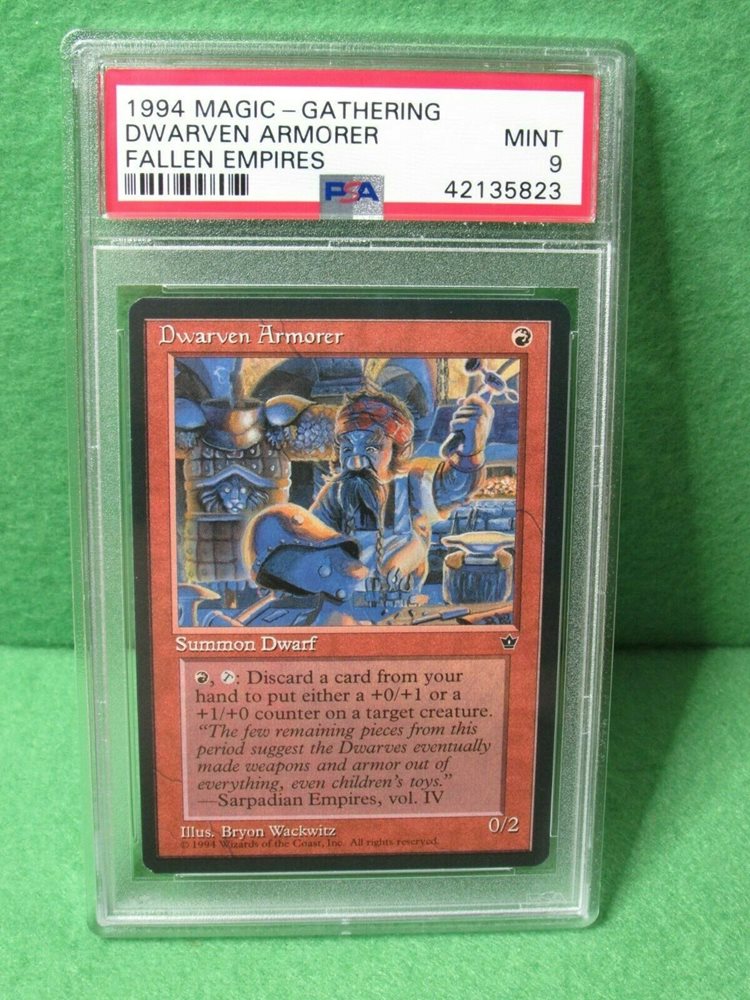 1994 MAGIC - GATHERING
DWARVEN ARMORER MINT
FALLEN EMPIRES 9
PSA 42135823
Dwarven Armorer
Summon Dwarf
, : Discard a card from your
hand to put either a +0/+1 or a
+1/+0 counter on a target creature.
"The few remaining pieces from this
period suggest the Dwarves eventually
made weapons and armor out of
everything, even children's toys."
—Sarpadian Empires, vol. IV
0/2
Illus. Bryon Wackwitz
© 1994 Wizards of the Coast, Inc. All rights reserved.